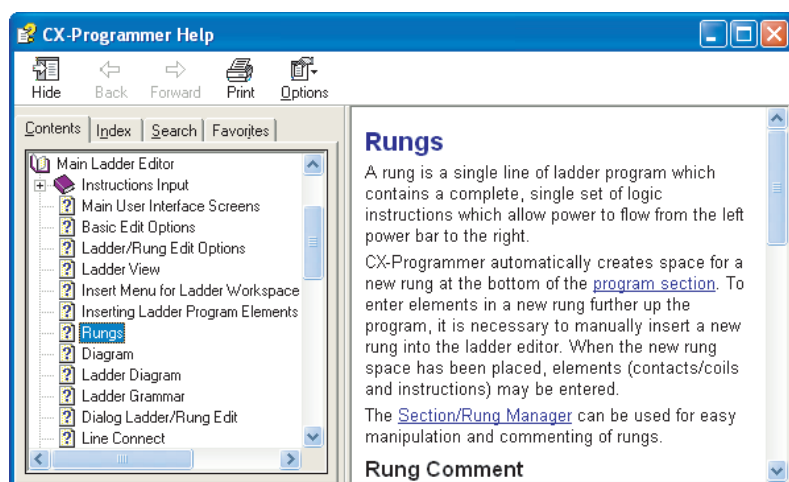 CX-Programmer Help
Hide Back Forward Print Options
Contents Index Search Favorites
Main Ladder Editor
Instructions Input
Main User Interface Screens
Basic Edit Options
Ladder/Rung Edit Options
Ladder View
Insert Menu for Ladder Workspace
Inserting Ladder Program Elements
Rungs
Diagram
Ladder Diagram
Ladder Grammar
Dialog Ladder/Rung Edit
Line Connect
Rungs
A rung is a single line of ladder program which
contains a complete, single set of logic
instructions which allow power to flow from the left
power bar to the right.
CX-Programmer automatically creates space for a
new rung at the bottom of the program section. To
enter elements in a new rung further up the
program, it is necessary to manually insert a new
rung into the ladder editor. When the new rung
space has been placed, elements (contacts/coils
and instructions) may be entered.
The Section/Rung Manager can be used for easy
manipulation and commenting of rungs.
Rung Comment